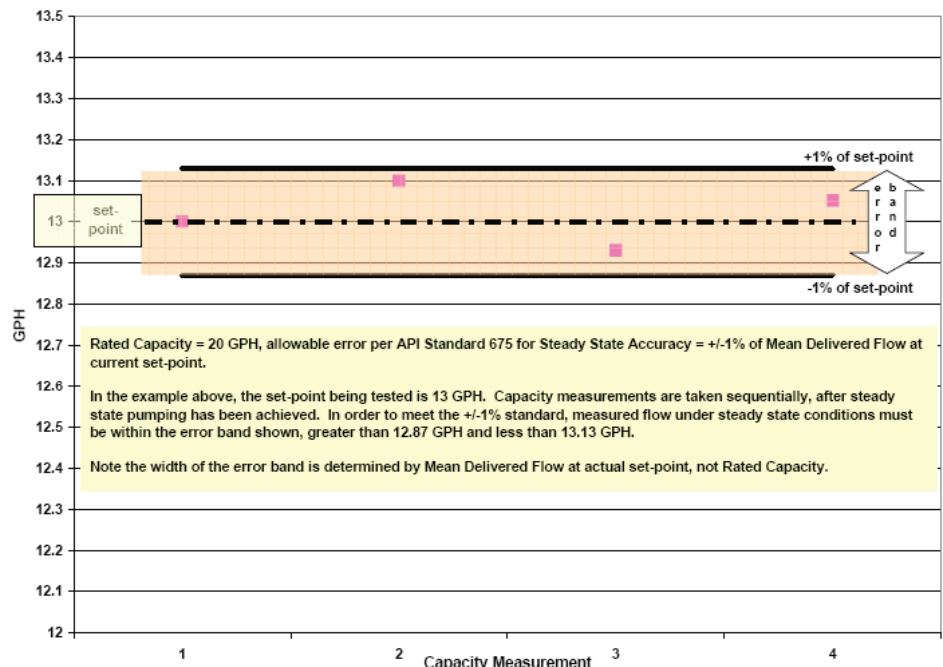 13.5
13.4
13.3
13.2
+1% of set-point
13.1
error band
13
set-
point
12.9
-1% of set-point
12.8
GPH
12.7
Rated Capacity = 20 GPH, allowable error per API Standard 675 for Steady State Accuracy = +/-1% of Mean Delivered Flow at
current set-point.
12.6
In the example above, the set-point being tested is 13 GPH. Capacity measurements are taken sequentially, after steady
state pumping has been achieved. In order to meet the +/-1% standard, measured flow under steady state conditions must
be within the error band shown, greater than 12.87 GPH and less than 13.13 GPH.
12.5
12.4
Note the width of the error band is determined by Mean Delivered Flow at actual set-point, not Rated Capacity.
12.3
12.2
12.1
12
1 2 3 4
Capacity Measurement